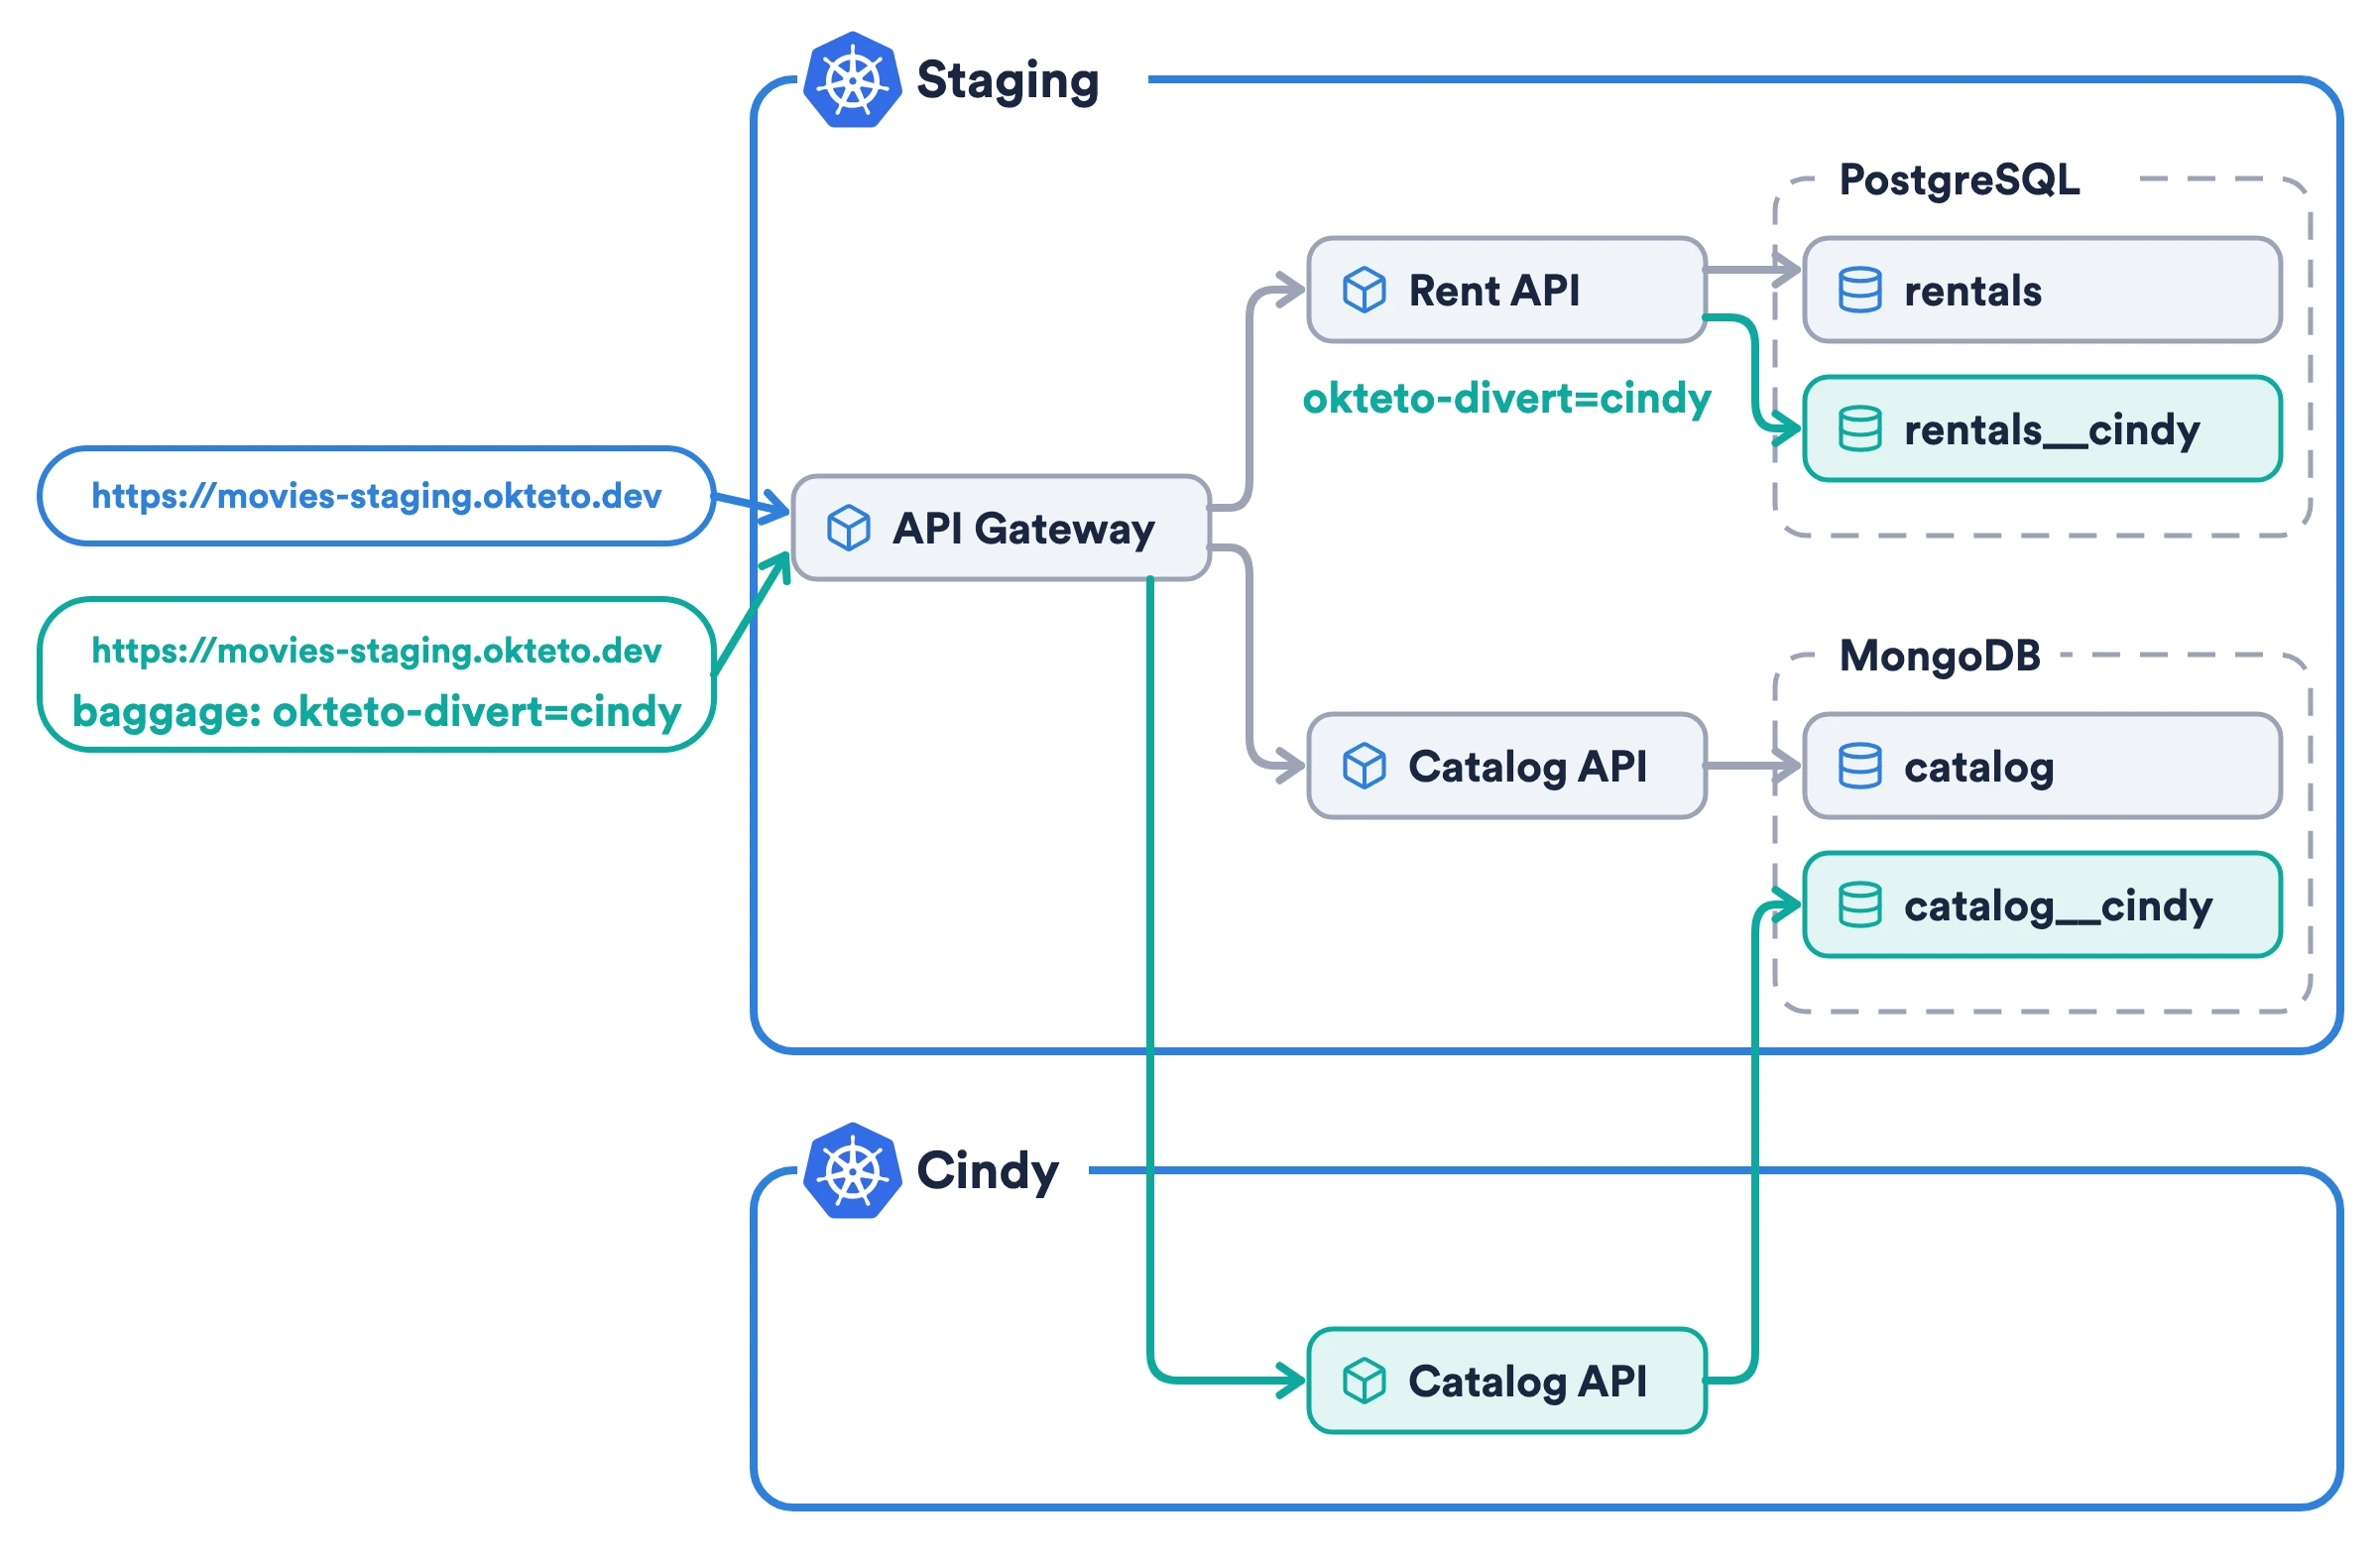 Staging
PostgreSQL
Rent API
rentals
okteto-divert=cindy
rentals__cindy
https://movies-staging.okteto.dev
API Gateway
https://movies-staging.okteto.dev
baggage: okteto-divert=cindy
MongoDB
Catalog API
catalog
catalog__cindy
Cindy
Catalog API